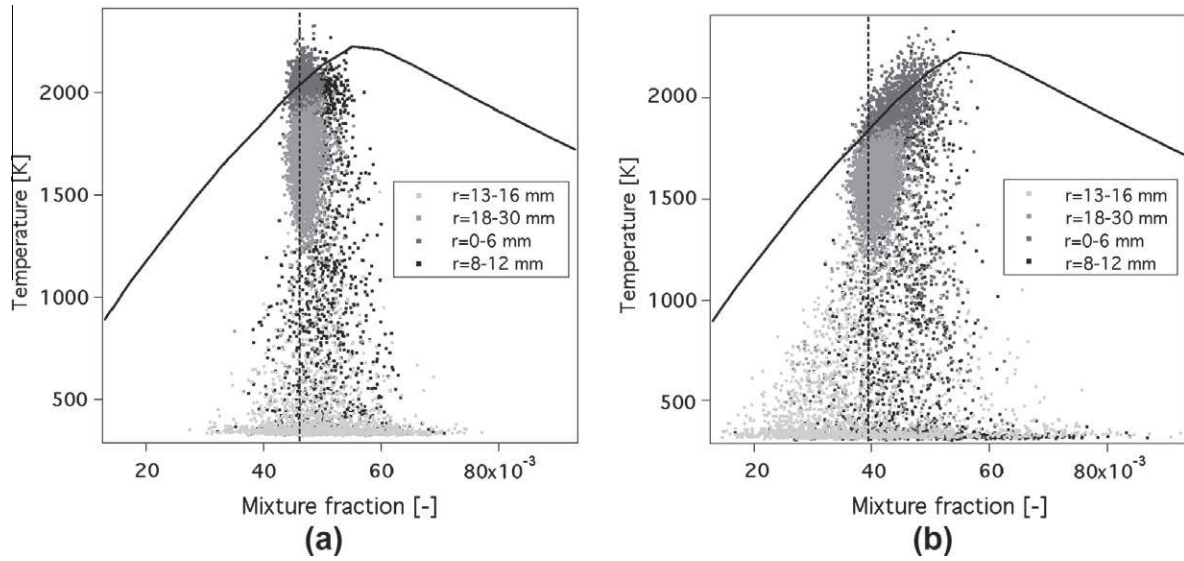 2000
1500
1000
500
Temperature [K]
r=13-16 mm
r=18-30 mm
r=0-6 mm
r=8-12 mm
20
40
60
80x10⁻³
Mixture fraction [-]
(a)
2000
1500
1000
500
Temperature [K]
r=13-16 mm
r=18-30 mm
r=0-6 mm
r=8-12 mm
20
40
60
80x10⁻³
Mixture fraction [-]
(b)